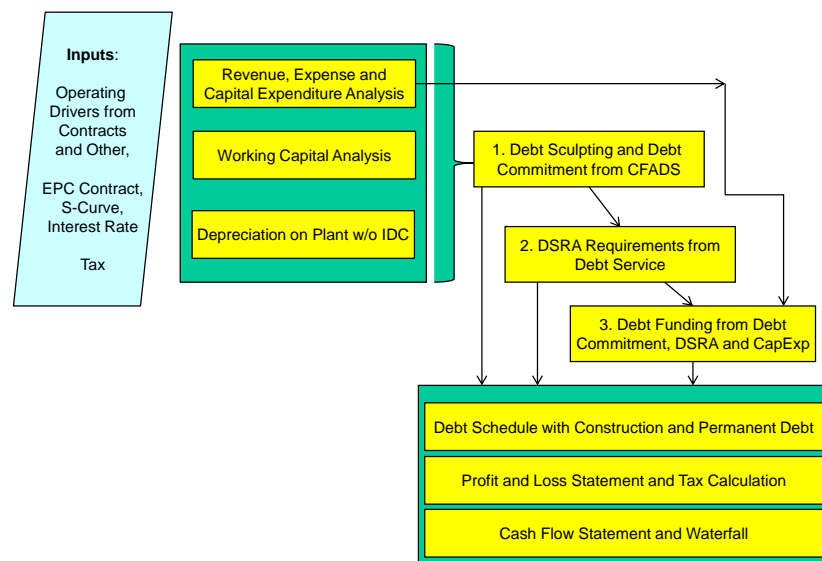 Inputs:
Operating
Drivers from
Contracts
and Other,
EPC Contract,
S-Curve,
Interest Rate
Tax
Revenue, Expense and
Capital Expenditure Analysis
Working Capital Analysis
Depreciation on Plant w/o IDC
1. Debt Sculpting and Debt
Commitment from CFADS
2. DSRA Requirements from
Debt Service
3. Debt Funding from Debt
Commitment, DSRA and CapExp
Debt Schedule with Construction and Permanent Debt
Profit and Loss Statement and Tax Calculation
Cash Flow Statement and Waterfall